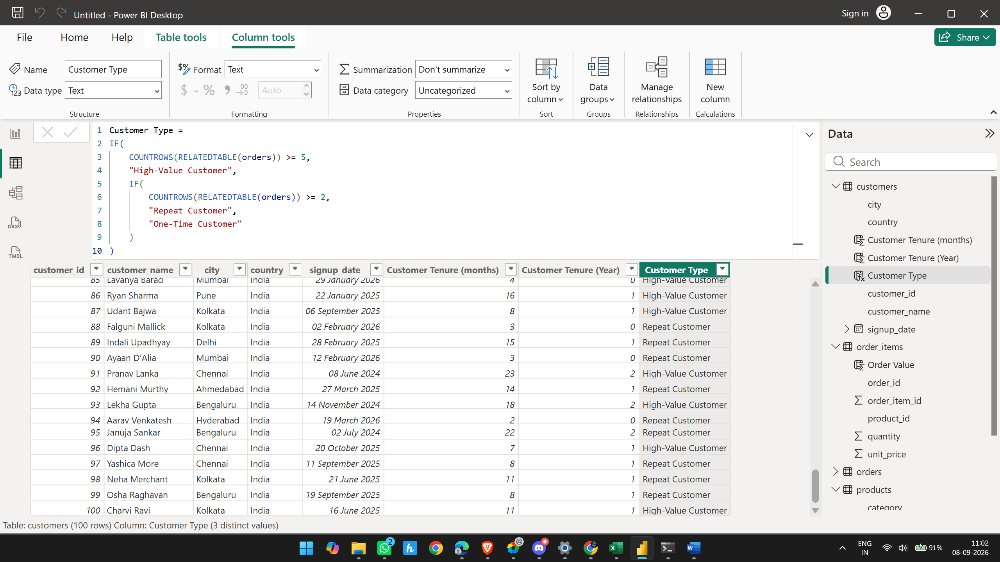 Untitled - Power BI Desktop
Sign in
File Home Help Table tools Column tools
Share
Name Customer Type
Data type Text
Structure
$% Format Text
$ % , .00 Auto
Formatting
Summarization Don't summarize
Data category Uncategorized
Properties
Sort by
column
Sort
Data
groups
Groups
Manage
relationships
Relationships
New
column
Calculations
1 Customer Type =
2 IF(
3 COUNTROWS(RELATEDTABLE(orders)) >= 5,
4 "High-Value Customer",
5 IF(
6 COUNTROWS(RELATEDTABLE(orders)) >= 2,
7 "Repeat Customer",
8 "One-Time Customer"
9 )
10 )
DAX
TMDL
customer_id customer_name city country signup_date Customer Tenure (months) Customer Tenure (Year) Customer Type
85 Lavanya Barad Mumbai India 29 January 2026 4 0 High-Value Customer
86 Ryan Sharma Pune India 22 January 2025 16 1 High-Value Customer
87 Udant Bajwa Kolkata India 06 September 2025 8 1 High-Value Customer
88 Falguni Mallick Kolkata India 02 February 2026 3 0 Repeat Customer
89 Indali Upadhyay Delhi India 28 February 2025 15 1 Repeat Customer
90 Ayaan D’Alia Mumbai India 12 February 2026 3 0 Repeat Customer
91 Pranav Lanka Chennai India 08 June 2024 23 2 High-Value Customer
92 Hemani Murthy Ahmedabad India 27 March 2025 14 1 Repeat Customer
93 Lekha Gupta Bengaluru India 14 November 2024 18 2 High-Value Customer
94 Aarav Venkatesh Hyderabad India 19 March 2026 2 0 Repeat Customer
95 Januja Sankar Bengaluru India 02 July 2024 22 2 Repeat Customer
96 Dipta Dash Chennai India 20 October 2025 7 1 High-Value Customer
97 Yashica More Chennai India 11 September 2025 8 1 Repeat Customer
98 Neha Merchant Kolkata India 21 June 2025 11 1 Repeat Customer
99 Osha Raghavan Bengaluru India 19 September 2025 8 1 Repeat Customer
100 Charvi Ravi Kolkata India 16 June 2025 11 1 High-Value Customer
Data
Search
customers
city
country
Customer Tenure (months)
Customer Tenure (Year)
Customer Type
customer_id
customer_name
signup_date
order_items
Order Value
order_id
order_item_id
product_id
quantity
unit_price
orders
products
category
Table: customers (100 rows) Column: Customer Type (3 distinct values)
2
ENG
IN
91%
11:02
08-09-2026